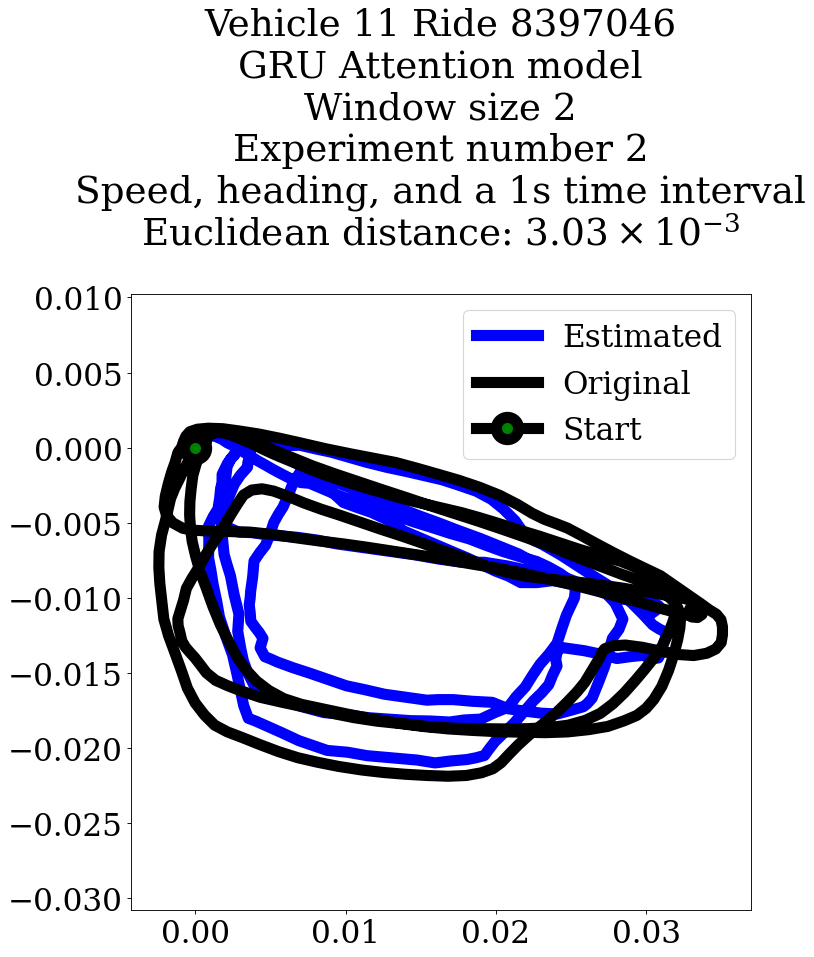 Vehicle 11 Ride 8397046
GRU Attention model
Window size 2
Experiment number 2
Speed, heading, and a 1s time interval
Euclidean distance: 3.03 × 10⁻³
0.010
Estimated
0.005
Original
0.000
Start
−0.005
−0.010
−0.015
−0.020
−0.025
−0.030
0.00 0.01 0.02 0.03